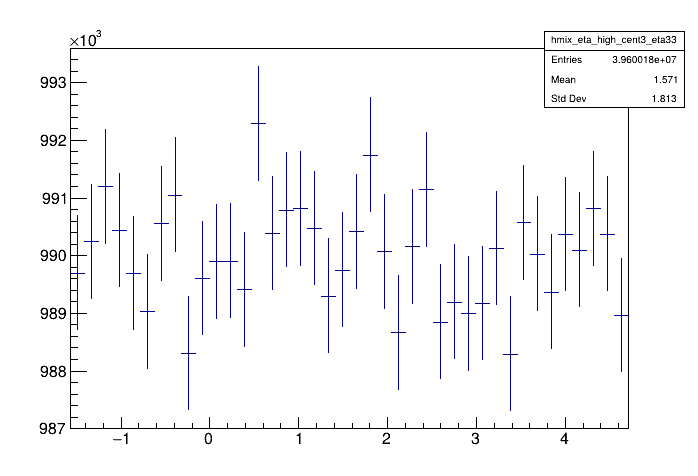 ×10³
hmix_eta_high_cent3_eta33
Entries 3.960018e+07
Mean 1.571
Std Dev 1.813
993
992
991
990
989
988
987
−1 0 1 2 3 4